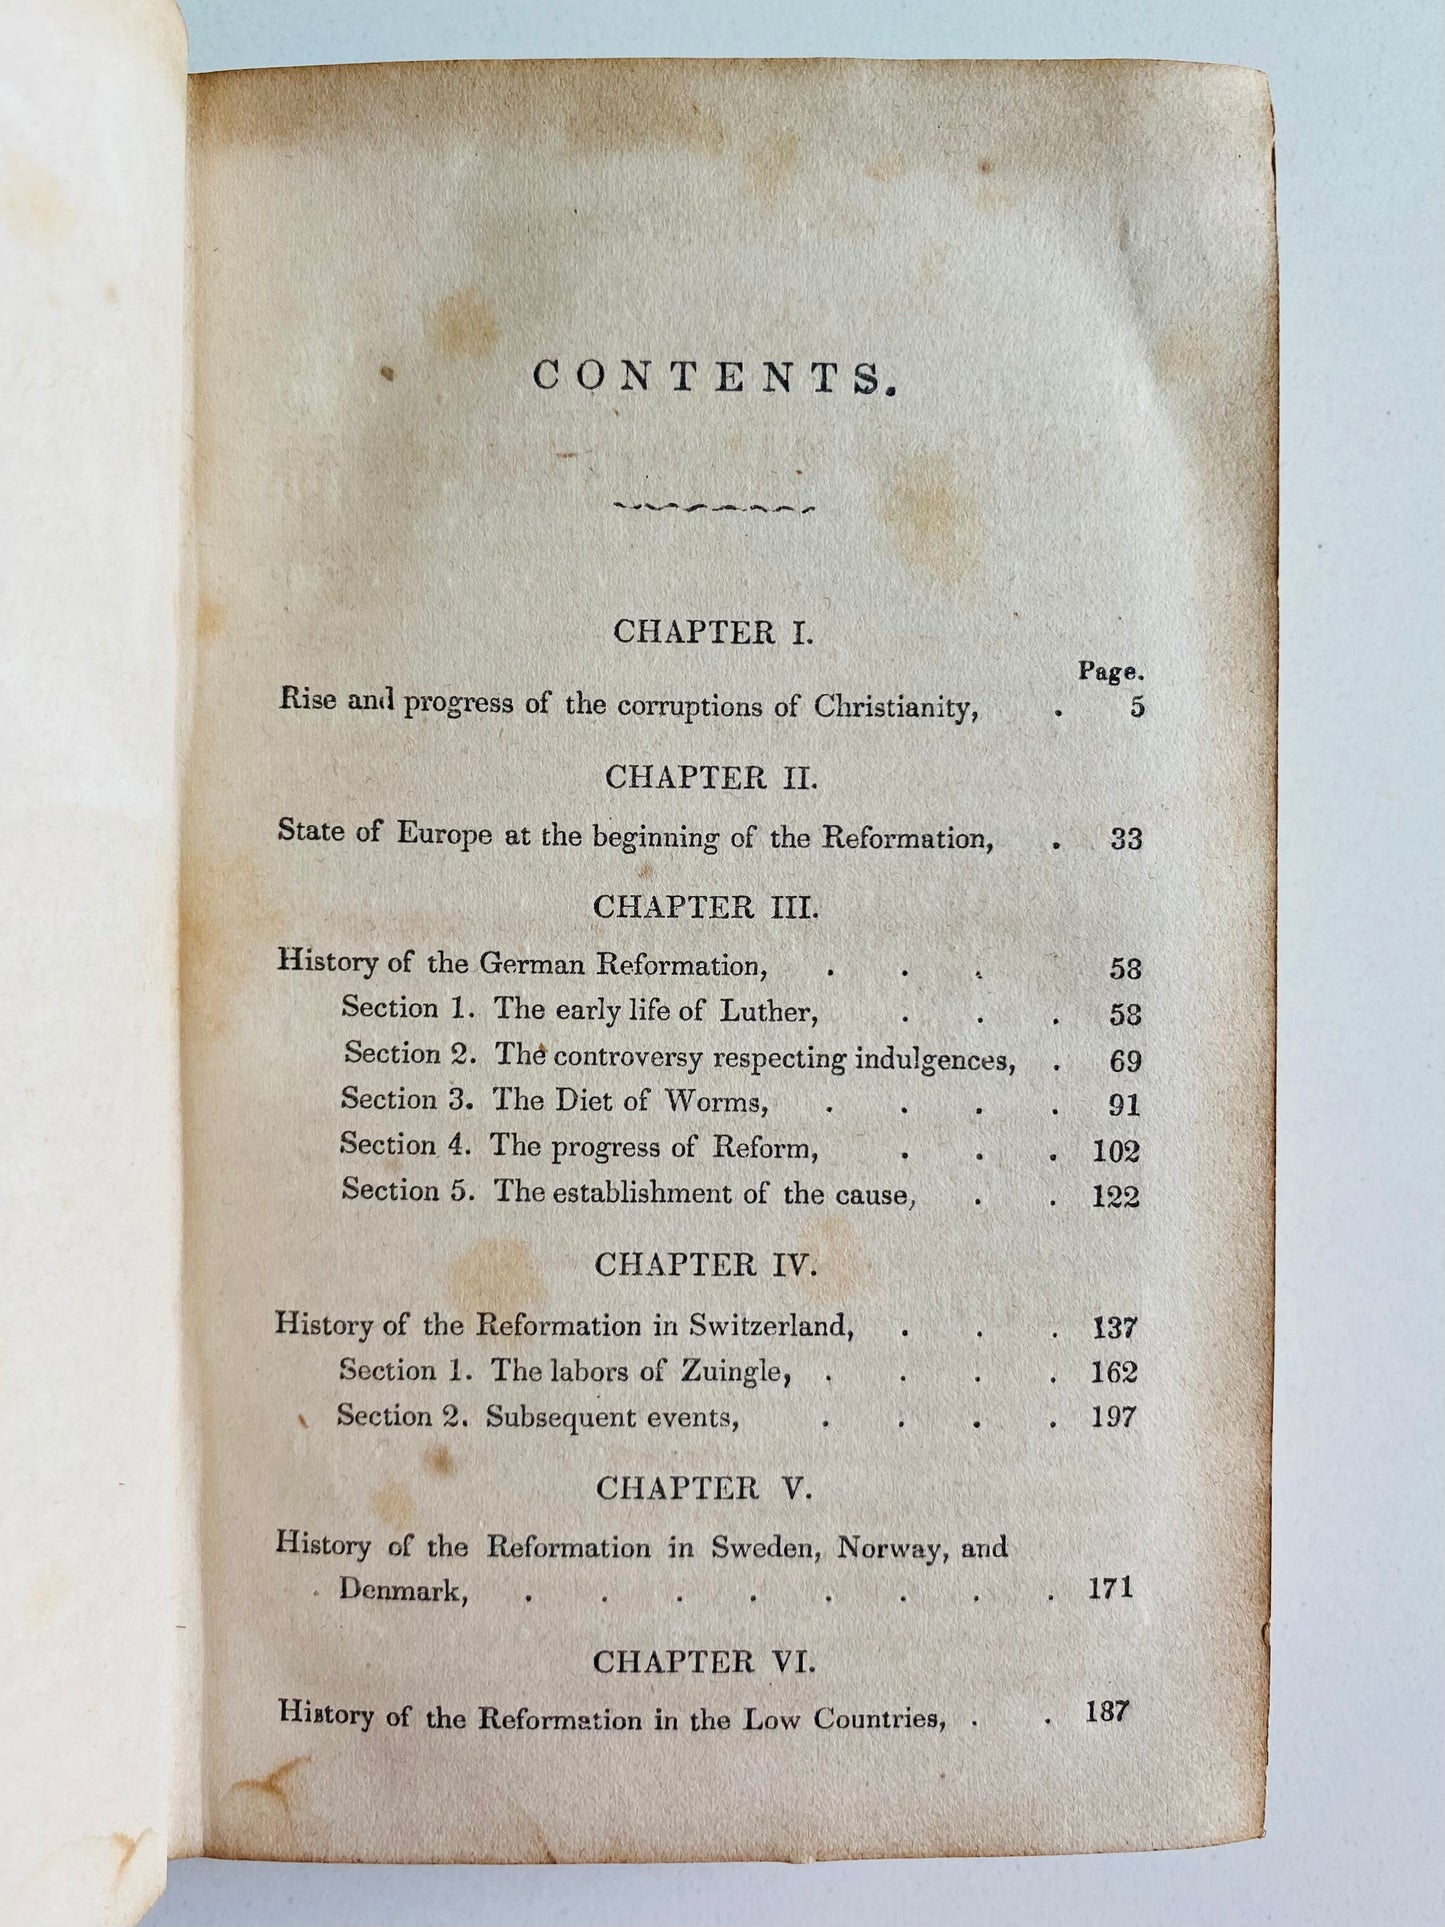 CONTENTS.
CHAPTER I.
Page.
Rise and progress of the corruptions of Christianity, . 5
CHAPTER II.
State of Europe at the beginning of the Reformation, . 33
CHAPTER III.
History of the German Reformation, . . . 58
Section 1. The early life of Luther, . . . 58
Section 2. The controversy respecting indulgences, . 69
Section 3. The Diet of Worms, . . . . 91
Section 4. The progress of Reform, . . . 102
Section 5. The establishment of the cause, . . 122
CHAPTER IV.
History of the Reformation in Switzerland, . . . 137
Section 1. The labors of Zuingle, . . . . 162
Section 2. Subsequent events, . . . . 197
CHAPTER V.
History of the Reformation in Sweden, Norway, and
Denmark, . . . . . . . . 171
CHAPTER VI.
History of the Reformation in the Low Countries, . . 187